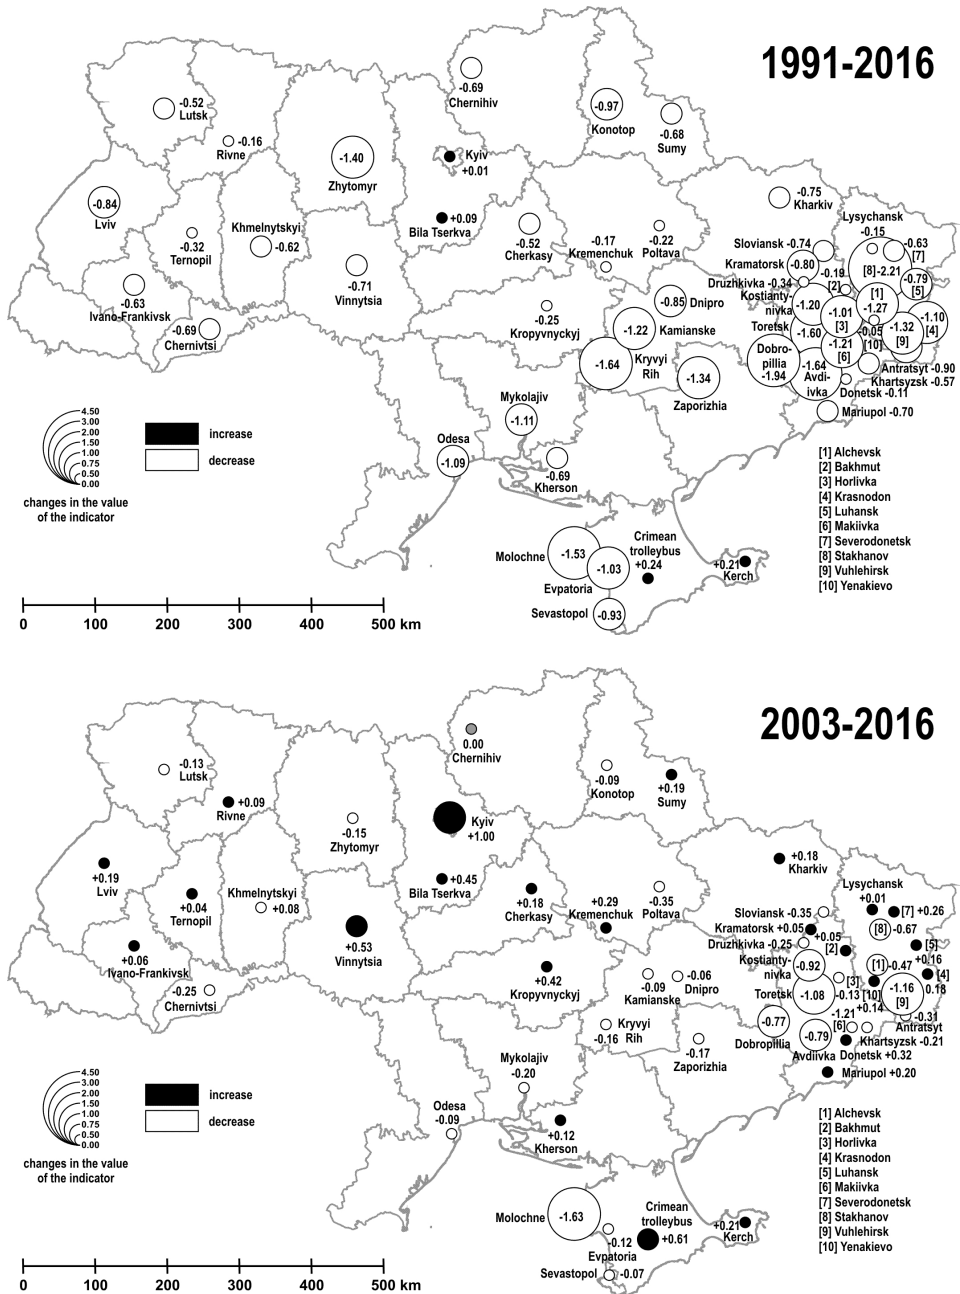 1991-2016
-0.69
Chernihiv
-0.52
Lutsk
-0.97
Konotop
-0.68
Sumy
-0.16
Rivne
-1.40
Zhytomyr
Kyiv
+0.01
-0.75
Kharkiv
-0.84
Lviv
-0.32
Ternopil
Khmelnytskyi
-0.62
+0.09
Bila Tserkva
-0.52
Cherkasy
-0.17
Kremenchuk
-0.22
Poltava
Lysychansk
-0.15
-0.63
[7]
Sloviansk -0.74
Kramatorsk
-0.80
-0.19
[2]
[8]-2.21
-0.79
[5]
Druzhkivka -0.34
Kostianty-
nivka
-1.20
[1]
-1.27
-1.10
[4]
-0.63
Ivano-Frankivsk
-0.71
Vinnytsia
-0.69
Chernivtsi
-0.25
Kropyvnyckyj
-0.85
Dnipro
-1.22
Kamianske
-1.01
[3]
Toretsk
-1.60
-0.05
[10]
-1.32
[9]
-1.21
[6]
-1.64
Kryvyi
Rih
Dobro-
pillia
-1.94
-1.64
Avdi-
ivka
Antratsyt -0.90
Khartsyzsk -0.57
Donetsk -0.11
Mariupol -0.70
-1.34
Zaporizhia
Mykolajiv
-1.11
Odesa
-1.09
-0.69
Kherson
4.50
3.00
2.00
1.50
1.00
0.75
0.50
0.00
increase
decrease
changes in the value
of the indicator
[1] Alchevsk
[2] Bakhmut
[3] Horlivka
[4] Krasnodon
[5] Luhansk
[6] Makiivka
[7] Severodonetsk
[8] Stakhanov
[9] Vuhlehirsk
[10] Yenakievo
Molochne
-1.53
-1.03
Evpatoria
Crimean
trolleybus
+0.24
+0.21
Kerch
Sevastopol
-0.93
0 100 200 300 400 500 km
2003-2016
0.00
Chernihiv
-0.13
Lutsk
-0.09
Konotop
+0.19
Sumy
+0.09
Rivne
-0.15
Zhytomyr
Kyiv
+1.00
+0.18
Kharkiv
+0.19
Lviv
+0.04
Ternopil
Khmelnytskyi
+0.08
+0.45
Bila Tserkva
+0.18
Cherkasy
+0.29
Kremenchuk
-0.35
Poltava
Lysychansk
+0.01
[7] +0.26
Sloviansk -0.35
Kramatorsk +0.05
+0.05
[2]
[8] -0.67
Druzhkivka -0.25
[5]
+0.16
Kostianty-
nivka
-0.92
[1] -0.47
[4]
0.18
+0.06
Ivano-Frankivsk
+0.53
Vinnytsia
-0.25
Chernivtsi
+0.42
Kropyvnyckyj
-0.09
Kamianske
-0.06
Dnipro
Toretsk
-1.08
[3]
-0.13
[10]
+0.14
-1.16
[9]
-0.31
Antratsyt
-0.16
Kryvyi
Rih
-0.17
Zaporizhia
-0.77
Dobropillia
-0.79
Avdiivka
-1.21
[6]
Khartsyzsk -0.21
Donetsk +0.32
Mariupol +0.20
Mykolajiv
-0.20
Odesa
-0.09
+0.12
Kherson
4.50
3.00
2.00
1.50
1.00
0.75
0.50
0.00
increase
decrease
changes in the value
of the indicator
[1] Alchevsk
[2] Bakhmut
[3] Horlivka
[4] Krasnodon
[5] Luhansk
[6] Makiivka
[7] Severodonetsk
[8] Stakhanov
[9] Vuhlehirsk
[10] Yenakievo
Molochne
-1.63
-0.12
Evpatoria
Crimean
trolleybus
+0.61
+0.21
Kerch
Sevastopol
-0.07
0 100 200 300 400 500 km